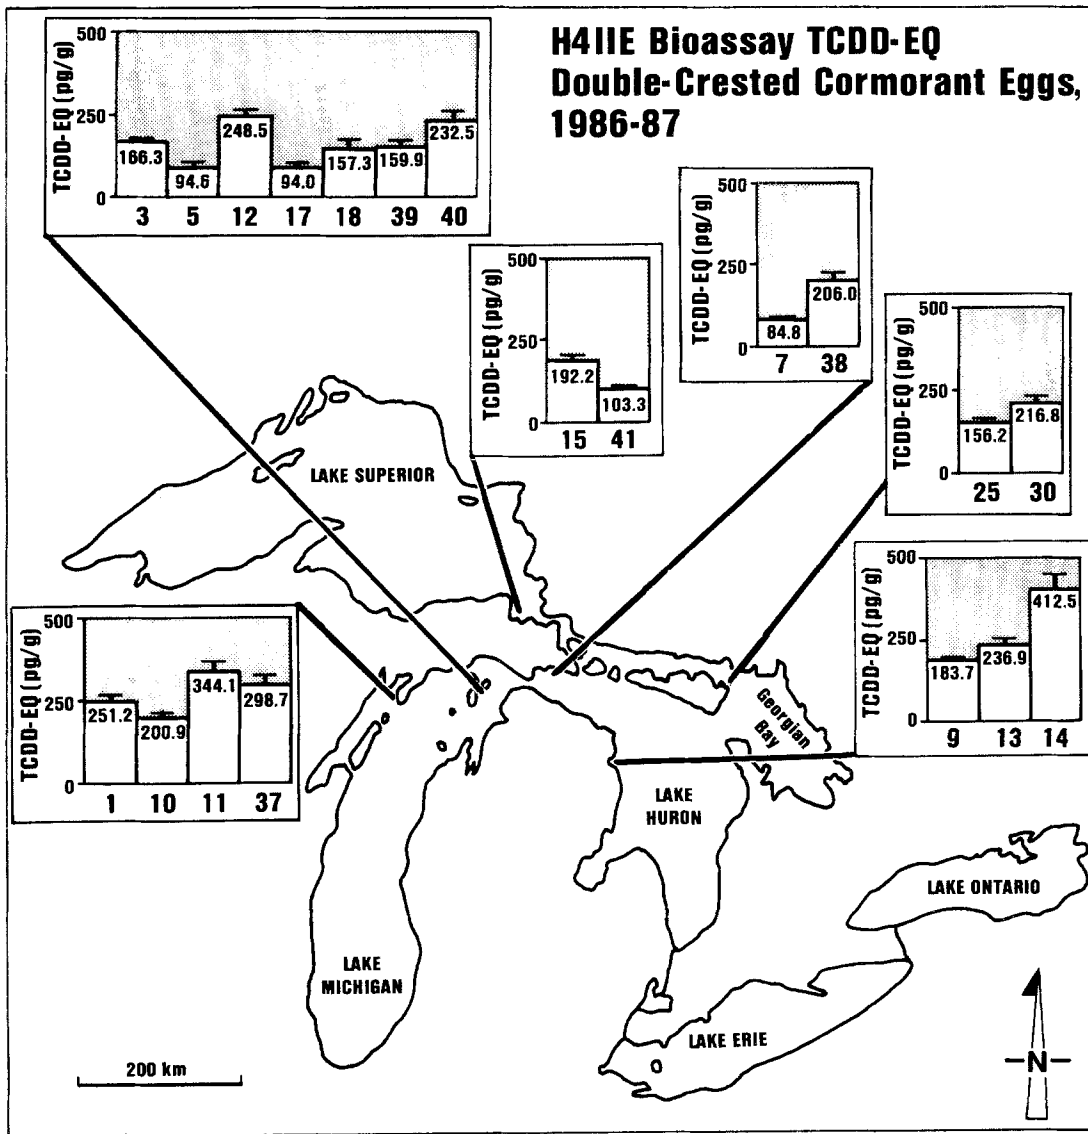 H4IIE Bioassay TCDD-EQ
Double-Crested Cormorant Eggs,
1986-87
TCDD-EQ (pg/g)
500
250
0
166.3 94.6 248.5 94.0 157.3 159.9 232.5
3 5 12 17 18 39 40
TCDD-EQ (pg/g)
500
250
0
84.8 206.0
7 38
TCDD-EQ (pg/g)
500
250
0
192.2 103.3
15 41
TCDD-EQ (pg/g)
500
250
0
156.2 216.8
25 30
TCDD-EQ (pg/g)
500
250
0
183.7 236.9 412.5
9 13 14
TCDD-EQ (pg/g)
500
250
0
251.2 200.9 344.1 298.7
1 10 11 37
LAKE SUPERIOR
Georgian
Bay
LAKE
HURON
LAKE ONTARIO
LAKE
MICHIGAN
LAKE ERIE
200 km
N